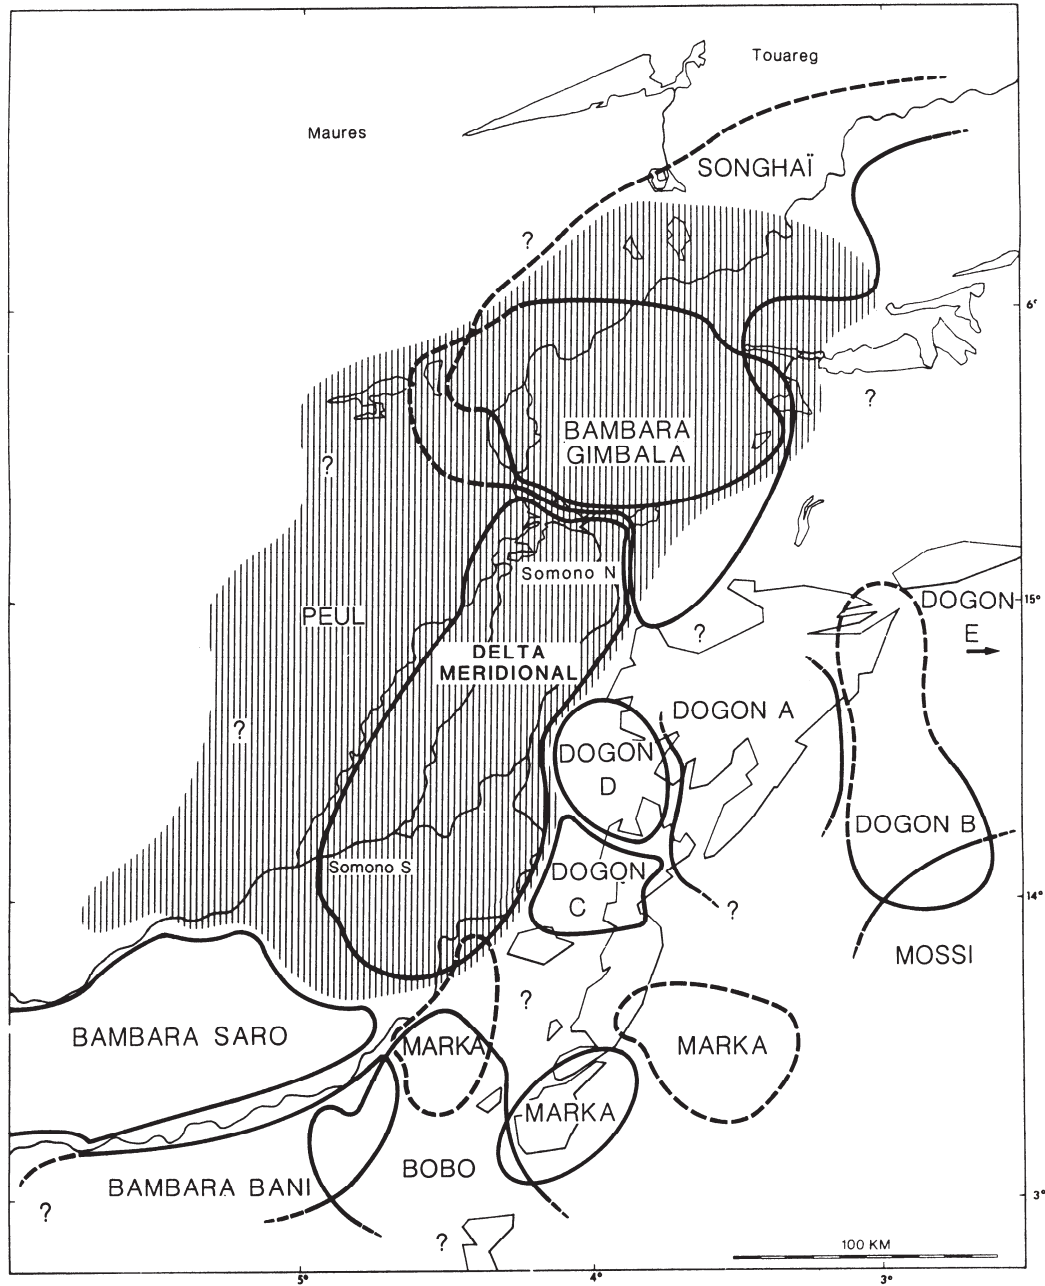 Touareg
Maures
SONGHAÏ
?
6°
?
BAMBARA
GIMBALA
?
Somono N
15°
DOGON
E
PEUL
?
DELTA
MERIDIONAL
DOGON A
?
DOGON
D
DOGON B
Somono S
DOGON
C
14°
?
MOSSI
?
BAMBARA SARO
MARKA
MARKA
MARKA
BOBO
BAMBARA BANI
3°
?
?
100 KM
5°
4°
3°